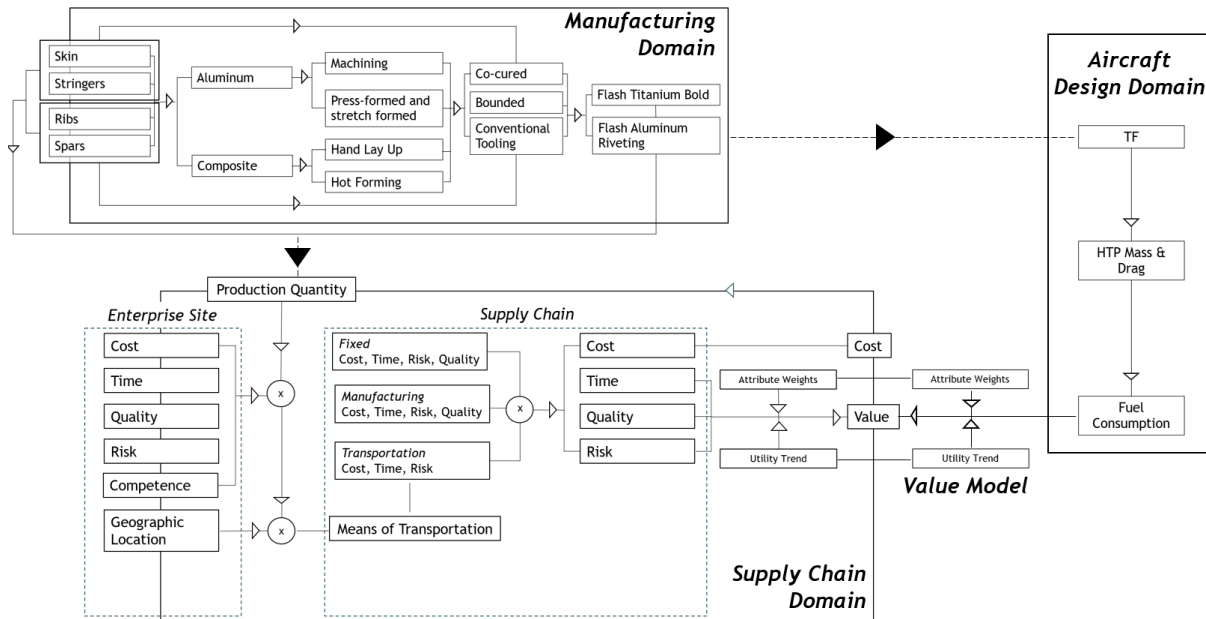 Manufacturing
Domain
Skin
Stringers
Ribs
Spars
Aluminum
Composite
Machining
Press-formed and
stretch formed
Hand Lay Up
Hot Forming
Co-cured
Bounded
Conventional
Tooling
Flash Titanium Bold
Flash Aluminum
Riveting
Aircraft
Design Domain
TF
HTP Mass &
Drag
Fuel
Consumption
Production Quantity
Enterprise Site
Cost
Time
Quality
Risk
Competence
Geographic
Location
x
x
Supply Chain
Fixed
Cost, Time, Risk, Quality
Manufacturing
Cost, Time, Risk, Quality
Transportation
Cost, Time, Risk
Means of Transportation
x
Cost
Time
Quality
Risk
Cost
Value
Attribute Weights
Attribute Weights
Utility Trend
Utility Trend
Value Model
Supply Chain
Domain